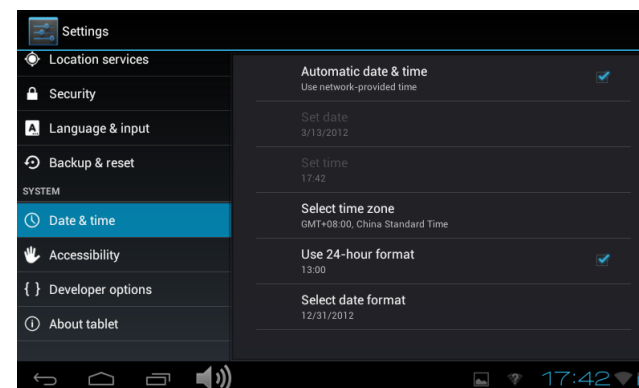 Settings
Location services
Security
Language & input
Backup & reset
SYSTEM
Date & time
Accessibility
Developer options
About tablet
Automatic date & time
Use network-provided time
Set date
3/13/2012
Set time
17:42
Select time zone
GMT+08:00, China Standard Time
Use 24-hour format
13:00
Select date format
12/31/2012
17:42